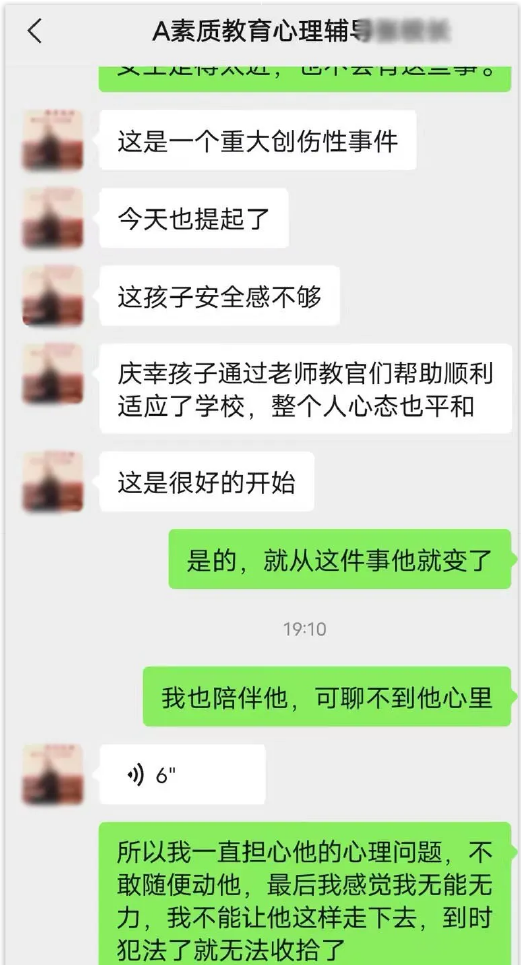 A素质教育心理辅导
这是一个重大创伤性事件
今天也提起了
这孩子安全感不够
庆幸孩子通过老师教官们帮助顺利
适应了学校，整个人心态也平和
这是很好的开始
是的，就从这件事他就变了
19:10
我也陪伴他，可聊不到他心里
6"
所以我一直担心他的心理问题，不
敢随便动他，最后我感觉我无能无
力，我不能让他这样走下去，到时
犯法了就无法收拾了